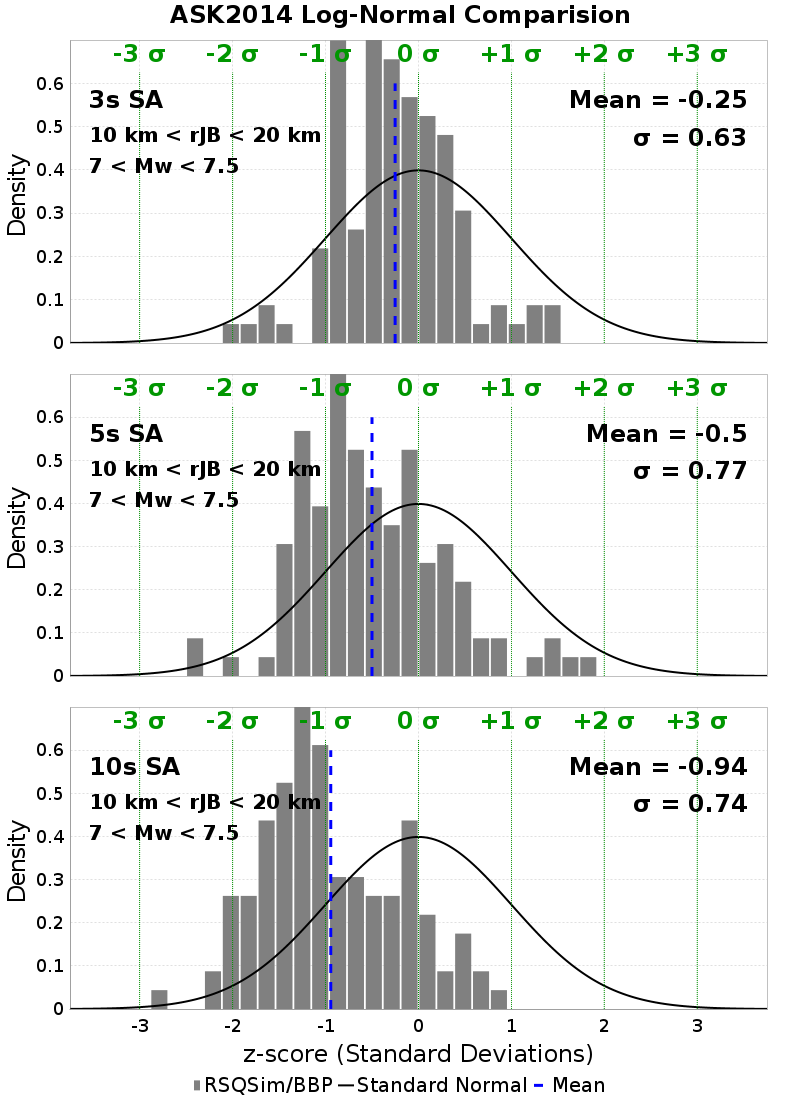 ASK2014 Log-Normal Comparision
-3 σ -2 σ -1 σ 0 σ +1 σ +2 σ +3 σ
3s SA
10 km < rJB < 20 km
7 < Mw < 7.5
Mean = -0.25
σ = 0.63
Density
0.6
0.5
0.4
0.3
0.2
0.1
0
-3 σ -2 σ -1 σ 0 σ +1 σ +2 σ +3 σ
5s SA
10 km < rJB < 20 km
7 < Mw < 7.5
Mean = -0.5
σ = 0.77
Density
0.6
0.5
0.4
0.3
0.2
0.1
0
-3 σ -2 σ -1 σ 0 σ +1 σ +2 σ +3 σ
10s SA
10 km < rJB < 20 km
7 < Mw < 7.5
Mean = -0.94
σ = 0.74
Density
0.6
0.5
0.4
0.3
0.2
0.1
0
-3 -2 -1 0 1 2 3
z-score (Standard Deviations)
RSQSim/BBP Standard Normal Mean